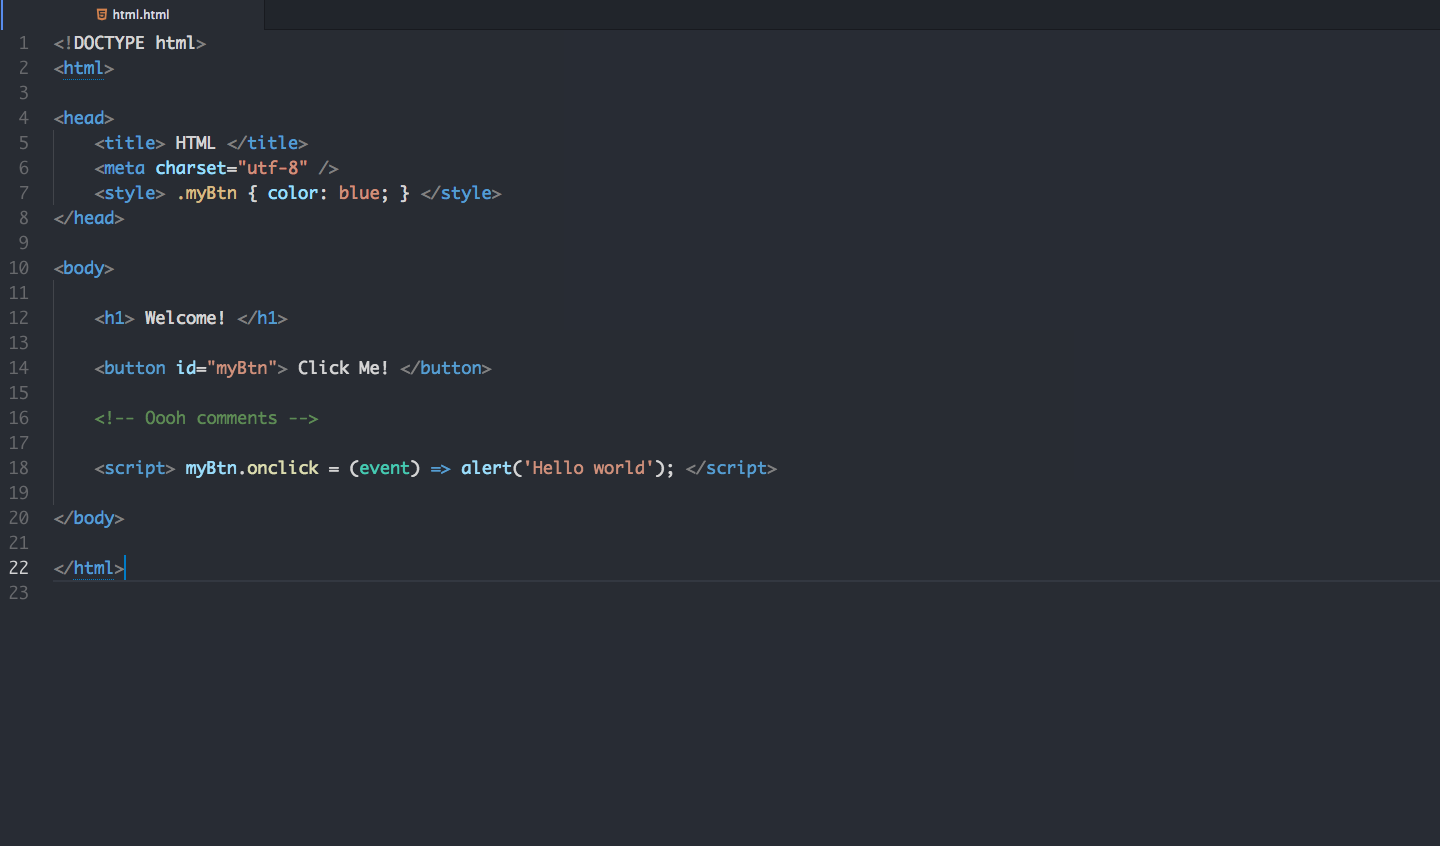 html.html
1 <!DOCTYPE html>
2 <html>
3
4 <head>
5     <title> HTML </title>
6     <meta charset="utf-8" />
7     <style> .myBtn { color: blue; } </style>
8 </head>
9
10 <body>
11
12     <h1> Welcome! </h1>
13
14     <button id="myBtn"> Click Me! </button>
15
16     <!-- Oooh comments -->
17
18     <script> myBtn.onclick = (event) => alert('Hello world'); </script>
19
20 </body>
21
22 </html>
23